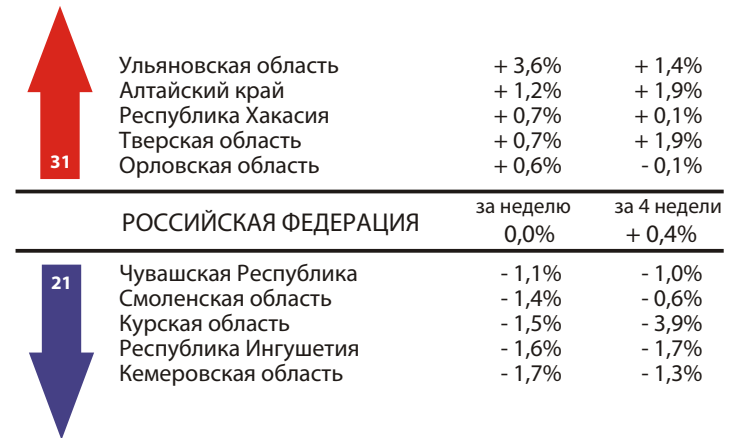 Ульяновская область + 3,6% + 1,4%
Алтайский край + 1,2% + 1,9%
Республика Хакасия + 0,7% + 0,1%
Тверская область + 0,7% + 1,9%
31 Орловская область + 0,6% - 0,1%
за неделю за 4 недели
РОССИЙСКАЯ ФЕДЕРАЦИЯ 0,0% + 0,4%
21 Чувашская Республика - 1,1% - 1,0%
Смоленская область - 1,4% - 0,6%
Курская область - 1,5% - 3,9%
Республика Ингушетия - 1,6% - 1,7%
Кемеровская область - 1,7% - 1,3%